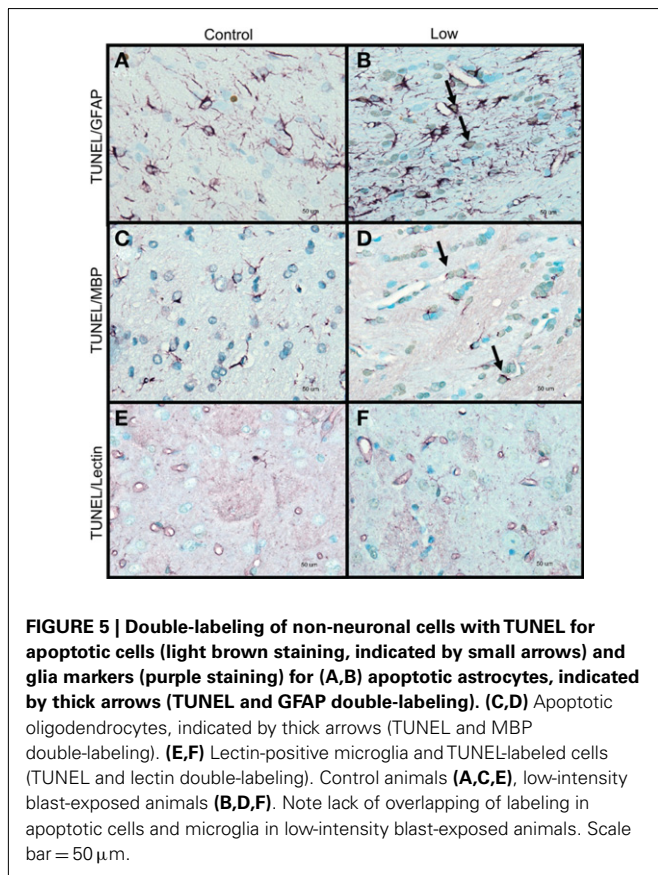 Control
Low
TUNEL/GFAP
A
50 um
B
50 um
TUNEL/MBP
C
50 um
D
50 um
TUNEL/Lectin
E
50 um
F
50 um
FIGURE 5 | Double-labeling of non-neuronal cells with TUNEL for
apoptotic cells (light brown staining, indicated by small arrows) and
glia markers (purple staining) for (A,B) apoptotic astrocytes, indicated
by thick arrows (TUNEL and GFAP double-labeling). (C,D) Apoptotic
oligodendrocytes, indicated by thick arrows (TUNEL and MBP
double-labeling). (E,F) Lectin-positive microglia and TUNEL-labeled cells
(TUNEL and lectin double-labeling). Control animals (A,C,E), low-intensity
blast-exposed animals (B,D,F). Note lack of overlapping of labeling in
apoptotic cells and microglia in low-intensity blast-exposed animals. Scale
bar = 50 μm.